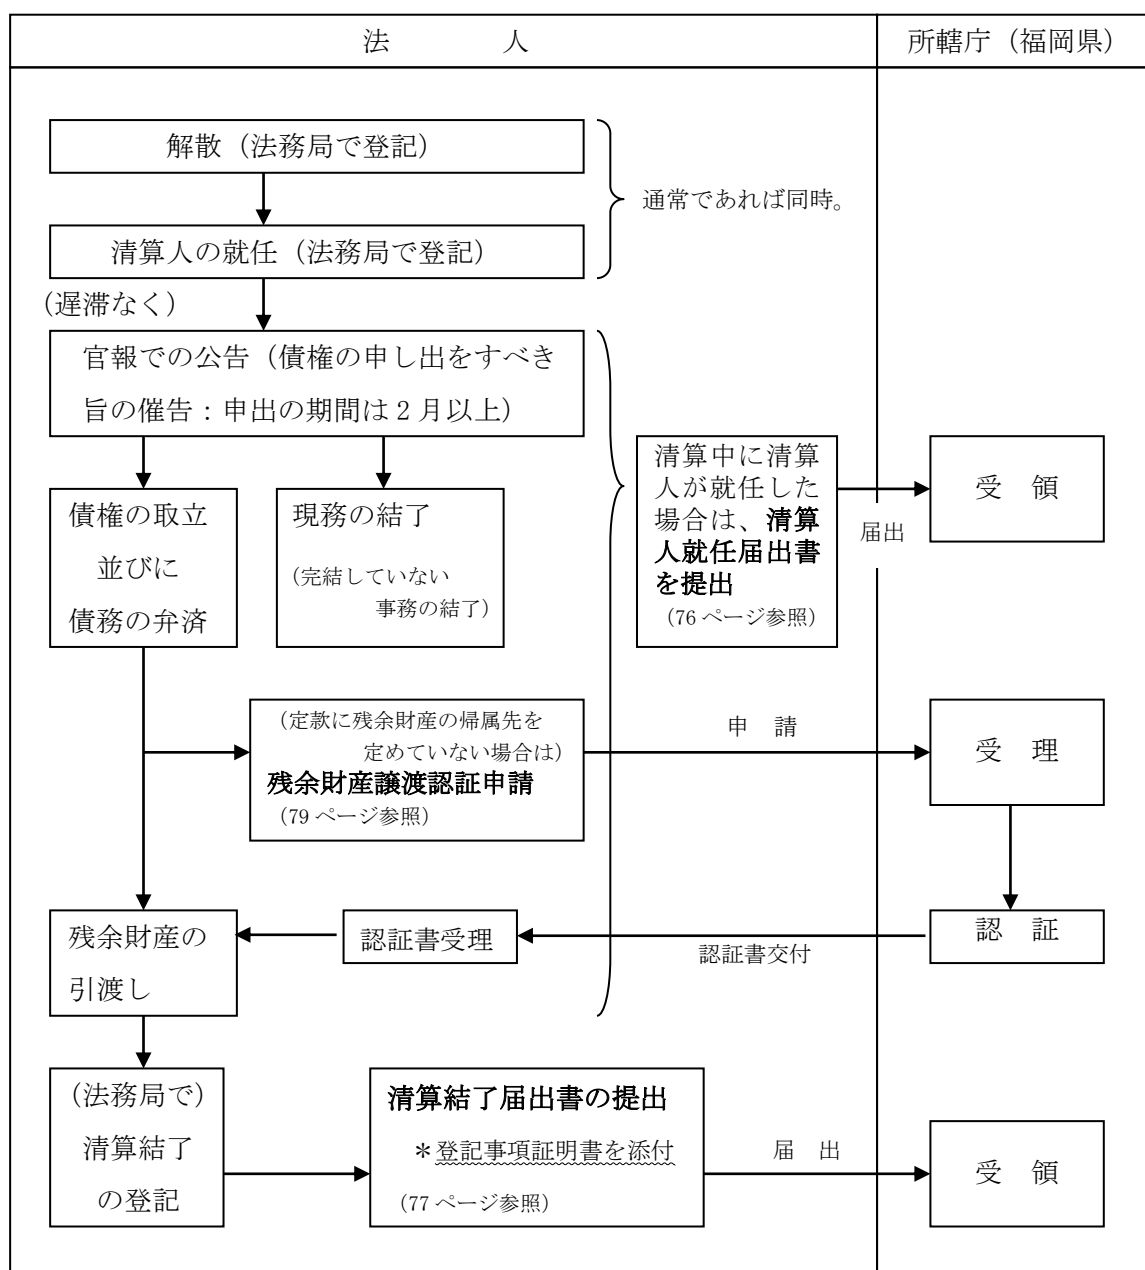 法　　　人
所轄庁（福岡県）
解散（法務局で登記）
通常であれば同時。
清算人の就任（法務局で登記）
（遅滞なく）
官報での公告（債権の申し出をすべき
旨の催告：申出の期間は２月以上）
清算中に清算
人が就任した
場合は、清算
人就任届出書
を提出
（76 ページ参照）
届出
受　領
債権の取立
並びに
債務の弁済
現務の結了
（完結していない
事務の結了）
（定款に残余財産の帰属先を
定めていない場合は）
残余財産譲渡認証申請
（79 ページ参照）
申　請
受　理
残余財産の
引渡し
認証書受理
認証書交付
認　証
（法務局で）
清算結了
の登記
清算結了届出書の提出
＊登記事項証明書を添付
（77 ページ参照）
届　出
受　領